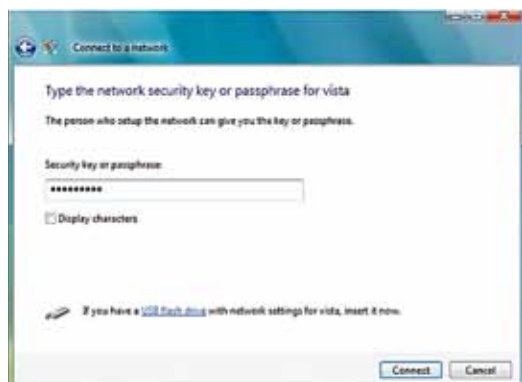 Connect to a network
Type the network security key or passphrase for vista
The person who setup the network can give you the key or passphrase.
Security key or passphrase:
•••••••••
Display characters
If you have a USB flash drive with network settings for vista, insert it now.
Connect
Cancel